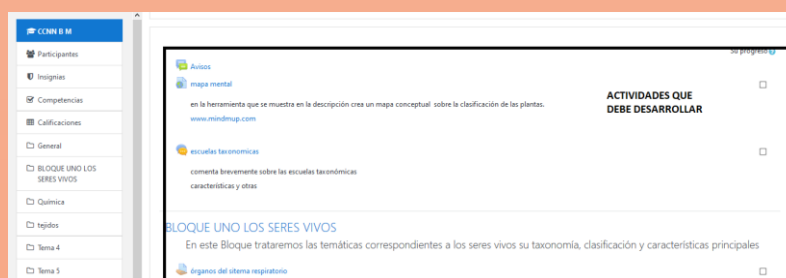 CCNN B M
Participantes
Insignias
Competencias
Calificaciones
General
BLOQUE UNO LOS
SERES VIVOS
Química
tejidos
Tema 4
Tema 5
Su progreso
Avisos
mapa mental
en la herramienta que se muestra en la descripción crea un mapa conceptual sobre la clasificación de las plantas.
www.mindmup.com
ACTIVIDADES QUE
DEBE DESARROLLAR
escuelas taxonomicas
comenta brevemente sobre las escuelas taxonómicas
características y otras
BLOQUE UNO LOS SERES VIVOS
En este Bloque trataremos las temáticas correspondientes a los seres vivos su taxonomía, clasificación y características principales
órganos del sitema respiratorio